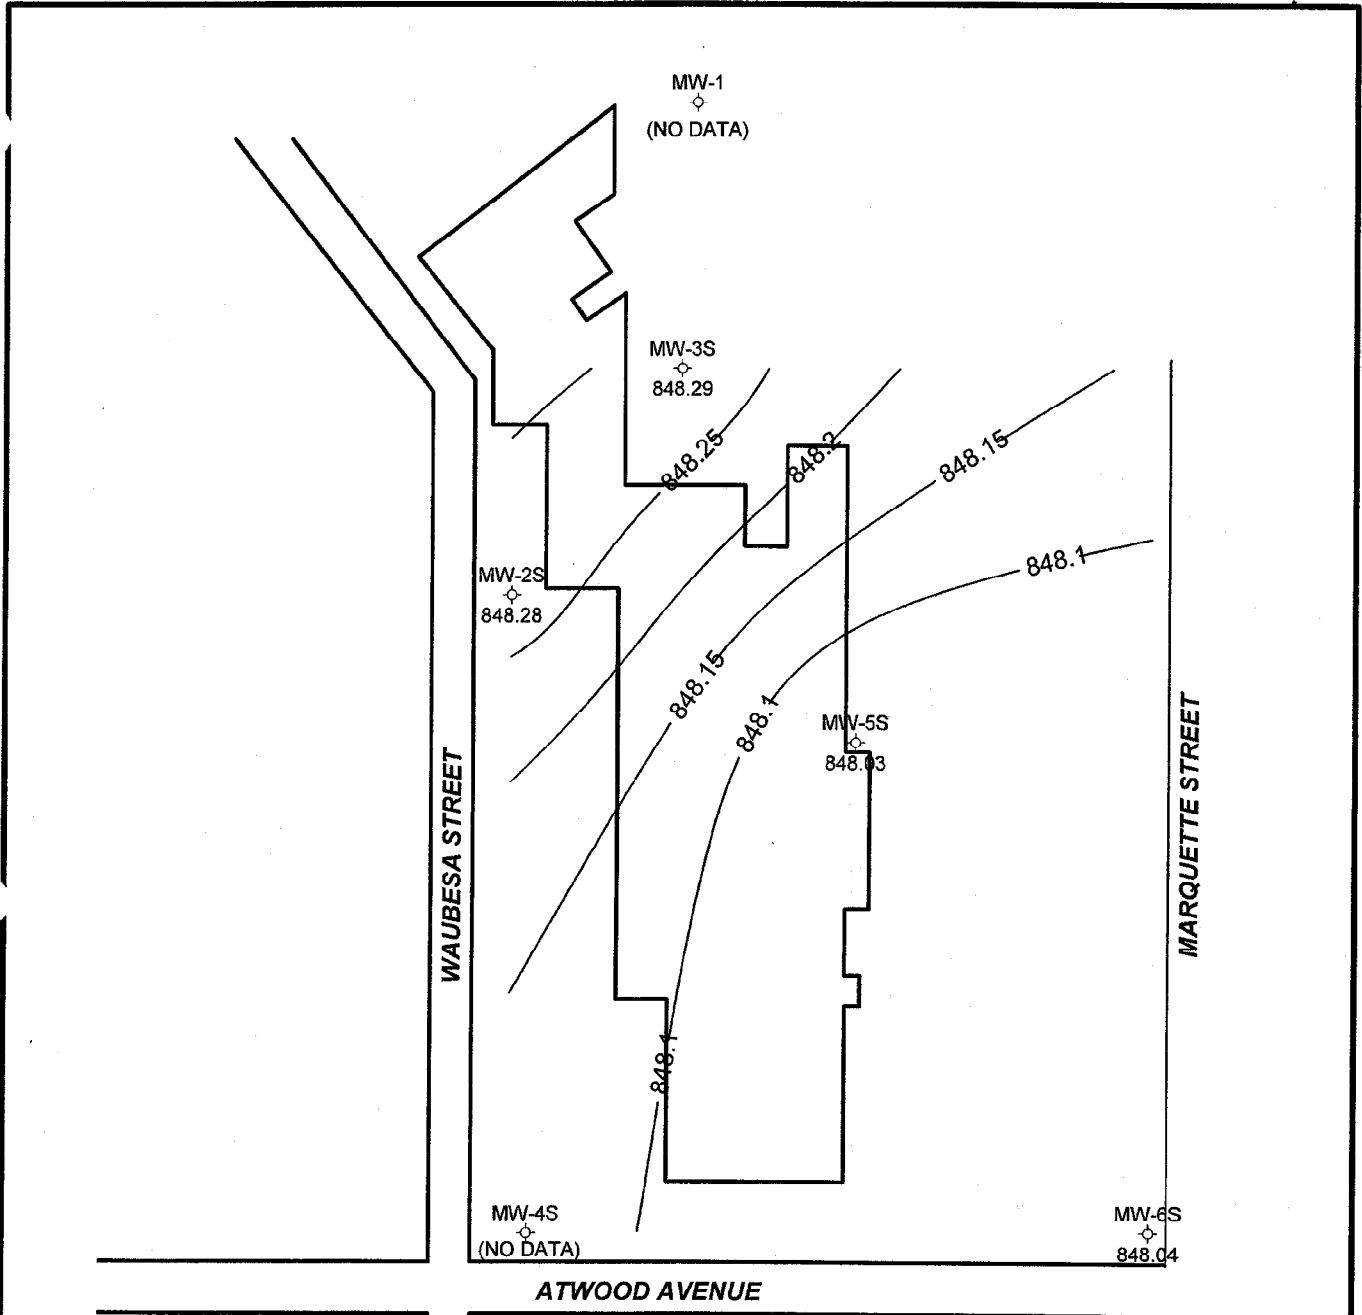 MW-1
(NO DATA)
MW-3S
848.29
848.25
848.2
848.15
848.1
MW-2S
848.28
848.15
848.1
MW-5S
848.03
WAUBESA STREET
MARQUETTE STREET
848.1
MW-4S
(NO DATA)
MW-6S
848.04
ATWOOD AVENUE